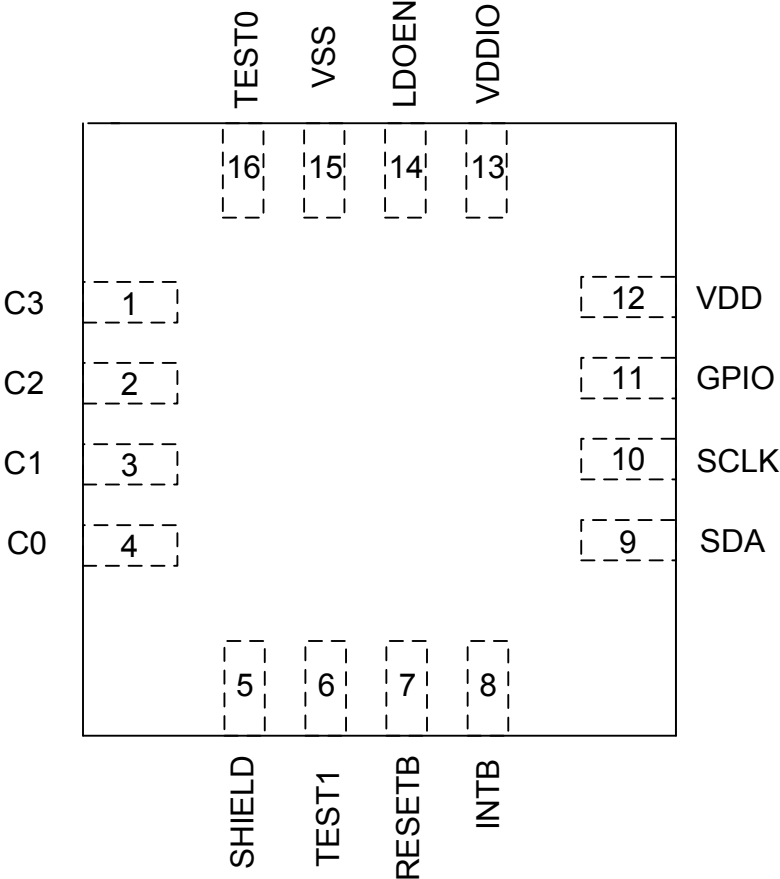 TEST0 VSS LDOEN VDDIO
16 15 14 13
C3 1 12 VDD
C2 2 11 GPIO
C1 3 10 SCLK
C0 4 9 SDA
5 6 7 8
SHIELD TEST1 RESETB INTB